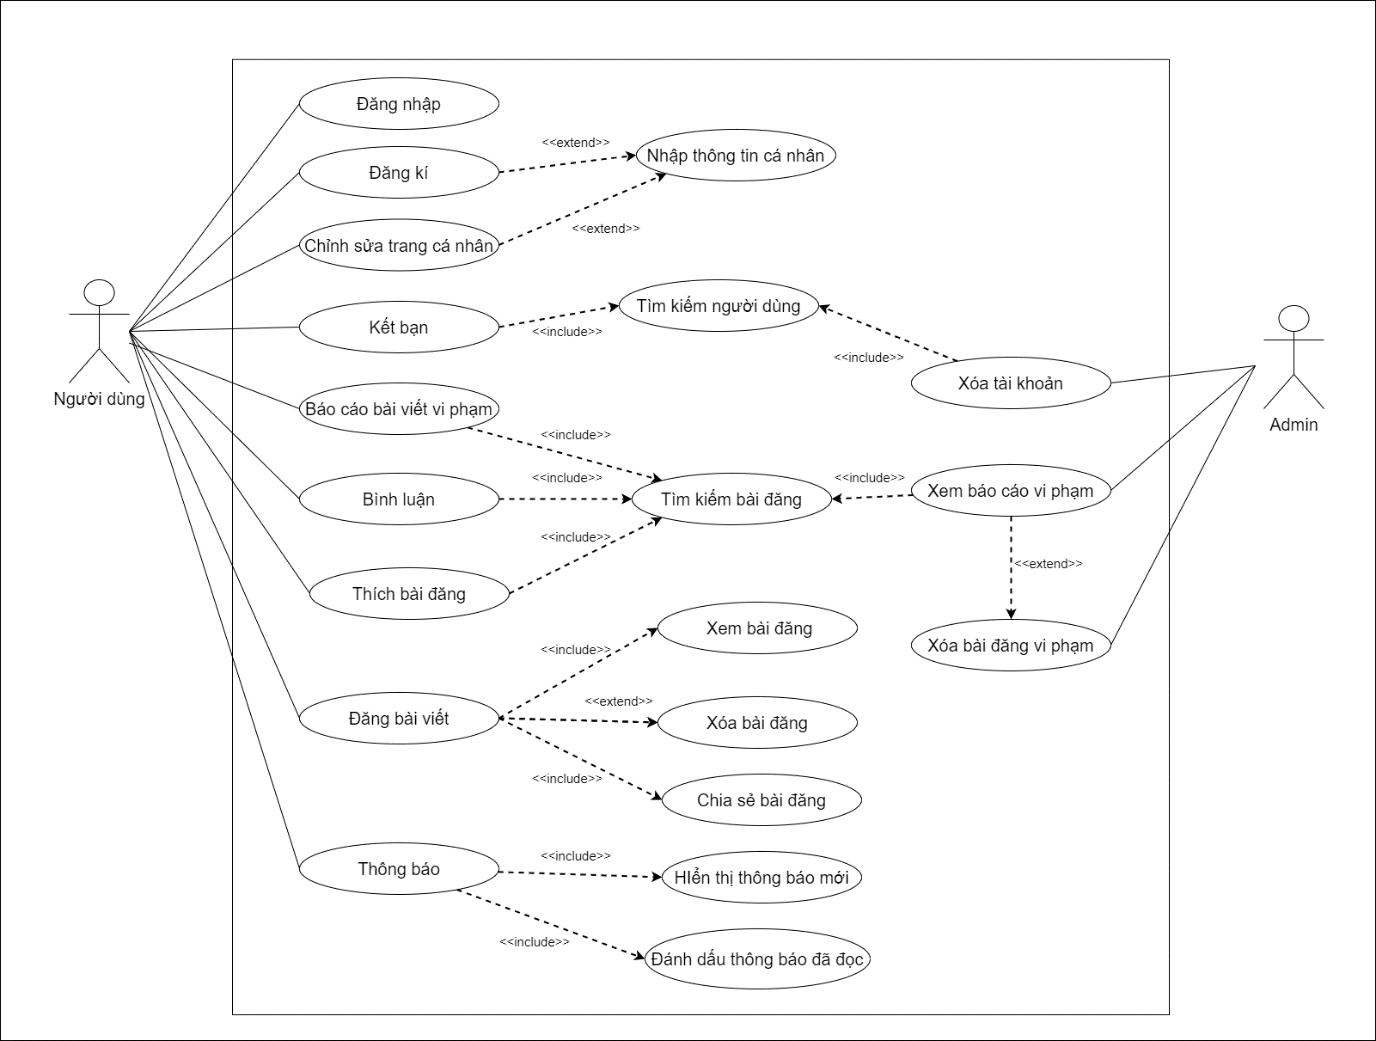 Đăng nhập
<<extend>>
Nhập thông tin cá nhân
Đăng kí
<<extend>>
Chỉnh sửa trang cá nhân
Tìm kiếm người dùng
Kết bạn
<<include>>
<<include>>
Xóa tài khoản
Người dùng
Admin
Báo cáo bài viết vi phạm
<<include>>
<<include>>
<<include>>
Bình luận
Tìm kiếm bài đăng
Xem báo cáo vi phạm
<<include>>
<<extend>>
Thích bài đăng
Xem bài đăng
Xóa bài đăng vi phạm
<<include>>
<<extend>>
Đăng bài viết
Xóa bài đăng
<<include>>
Chia sẻ bài đăng
<<include>>
Thông báo
HIển thị thông báo mới
<<include>>
Đánh dấu thông báo đã đọc